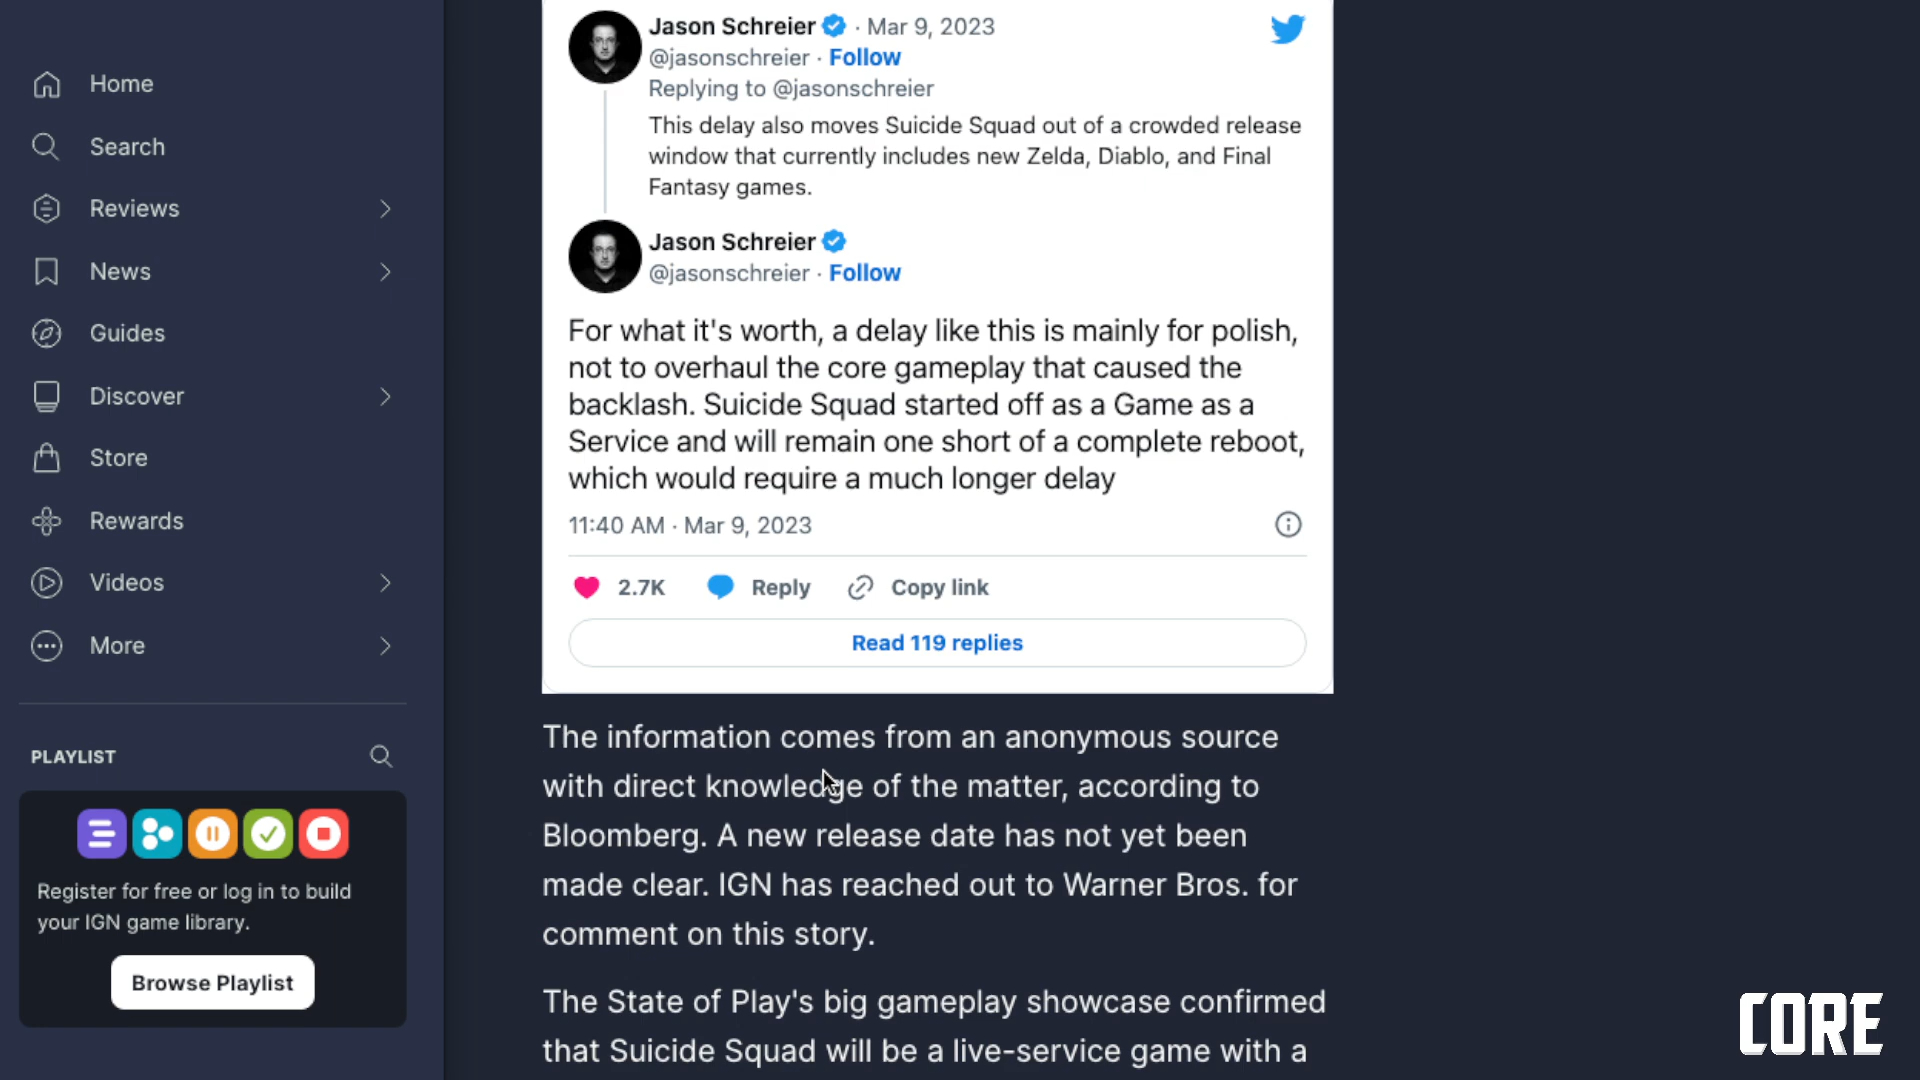 Home
Search
Reviews
News
Guides
Discover
Store
Rewards
Videos
More
PLAYLIST
Register for free or log in to build
your IGN game library.
Browse Playlist
Jason Schreier · Mar 9, 2023
@jasonschreier · Follow
Replying to @jasonschreier
This delay also moves Suicide Squad out of a crowded release
window that currently includes new Zelda, Diablo, and Final
Fantasy games.
Jason Schreier
@jasonschreier · Follow
For what it's worth, a delay like this is mainly for polish,
not to overhaul the core gameplay that caused the
backlash. Suicide Squad started off as a Game as a
Service and will remain one short of a complete reboot,
which would require a much longer delay
11:40 AM · Mar 9, 2023
2.7K Reply Copy link
Read 119 replies
The information comes from an anonymous source
with direct knowledge of the matter, according to
Bloomberg. A new release date has not yet been
made clear. IGN has reached out to Warner Bros. for
comment on this story.
The State of Play's big gameplay showcase confirmed
that Suicide Squad will be a live-service game with a
CORE